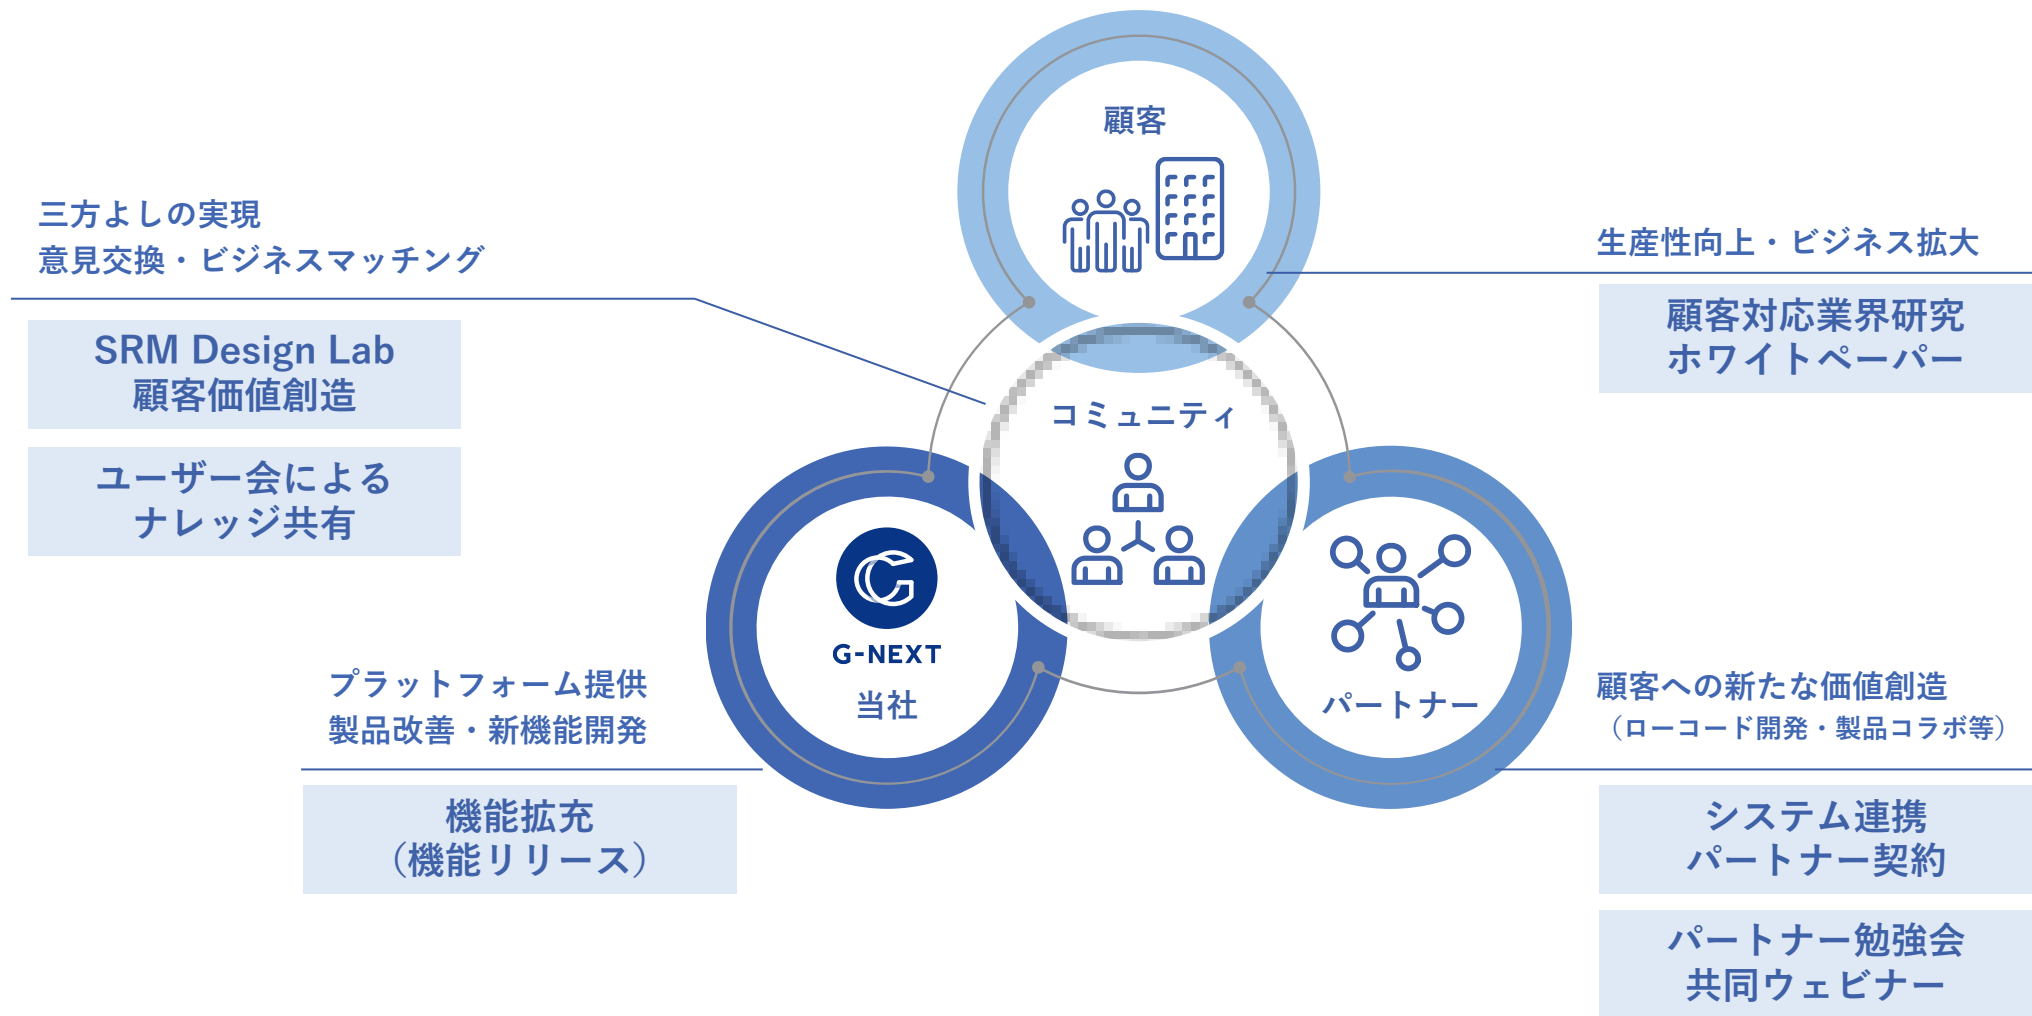 顧客
三方よしの実現
意見交換・ビジネスマッチング
SRM Design Lab
顧客価値創造
ユーザー会による
ナレッジ共有
生産性向上・ビジネス拡大
顧客対応業界研究
ホワイトペーパー
コミュニティ
G-NEXT
当社
プラットフォーム提供
製品改善・新機能開発
機能拡充
（機能リリース）
パートナー
顧客への新たな価値創造
（ローコード開発・製品コラボ等）
システム連携
パートナー契約
パートナー勉強会
共同ウェビナー